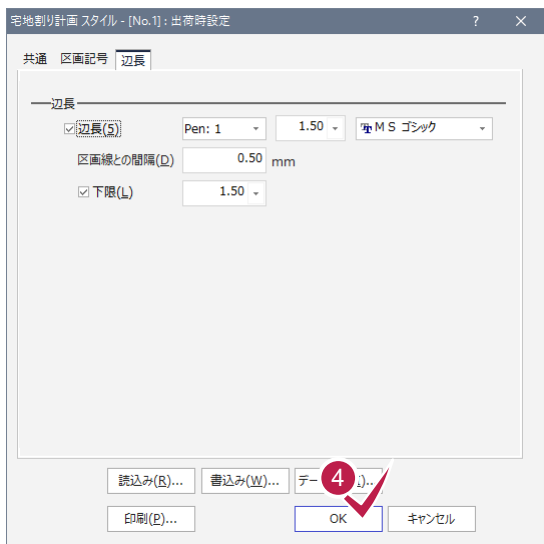 宅地割り計画 スタイル - [No.1] : 出荷時設定 ? ×
共通 区画記号 辺長
辺長
辺長(5) Pen: 1 1.50 MS ゴシック
区画線との間隔(D) 0.50 mm
下限(L) 1.50
読込み(R)... 書込み(W)... デー 4 ...
印刷(P)... OK キャンセル